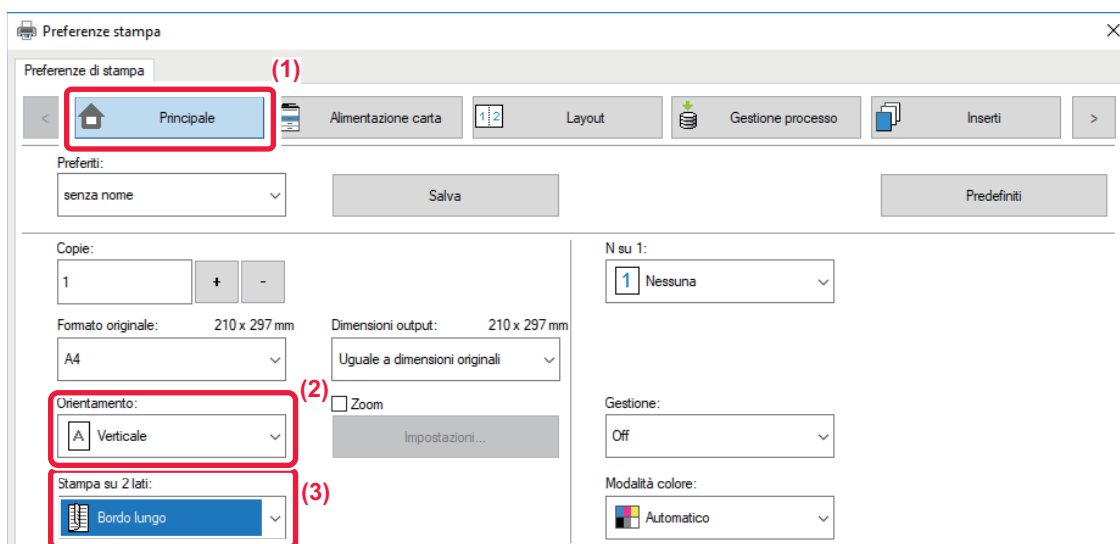 Preferenze stampa
Preferenze di stampa
(1)
< Principale Alimentazione carta 1 2 Layout Gestione processo Inserti >
Preferiti:
senza nome Salva Predefiniti
Copie: N su 1:
1 + - 1 Nessuna
Formato originale: 210 x 297 mm Dimensioni output: 210 x 297 mm
A4 Uguale a dimensioni originali
(2)
Orientamento: Zoom Gestione:
A Verticale Impostazioni... Off
Stampa su 2 lati: (3) Modalità colore:
Bordo lungo Automatico